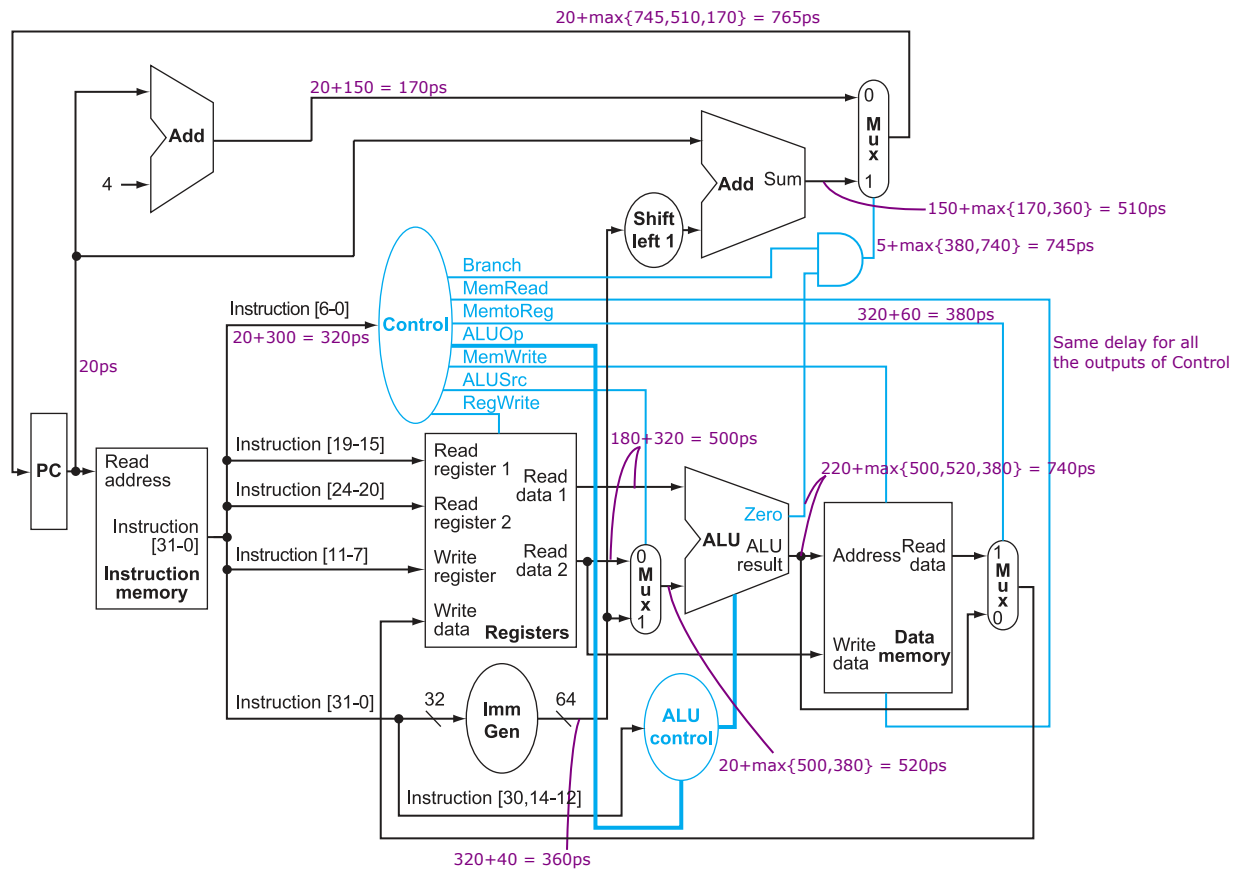 20+max{745,510,170} = 765ps
20+150 = 170ps
Add
4
0
Mux
1
Add Sum
150+max{170,360} = 510ps
Shift
left 1
5+max{380,740} = 745ps
Branch
MemRead
MemtoReg
ALUOp
MemWrite
ALUSrc
RegWrite
Control
Instruction [6-0]
20+300 = 320ps
320+60 = 380ps
Same delay for all
the outputs of Control
20ps
PC
Read
address
Instruction
[31-0]
Instruction
memory
Instruction [19-15]
Instruction [24-20]
Instruction [11-7]
Read
register 1
Read
register 2
Write
register
Write
data
Read
data 1
Read
data 2
Registers
180+320 = 500ps
0
Mux
1
220+max{500,520,380} = 740ps
Zero
ALU
ALU
result
Address
Read
data
Write
data
Data
memory
1
Mux
0
Instruction [31-0]
32
Imm
Gen
64
ALU
control
20+max{500,380} = 520ps
Instruction [30,14-12]
320+40 = 360ps